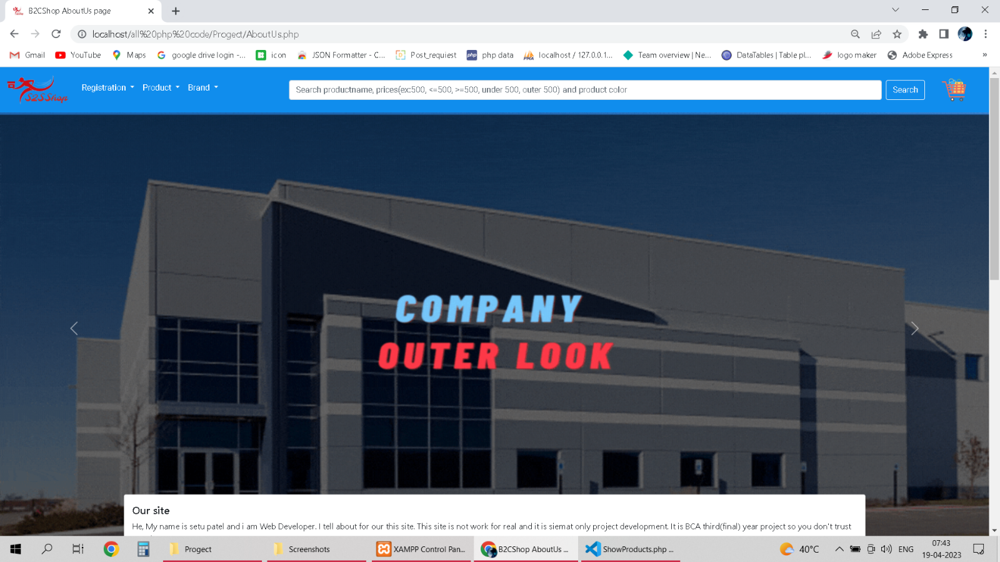 B2CShop AboutUs page
localhost/all%20php%20code/Progect/AboutUs.php
Gmail YouTube Maps google drive login -... icon JSON Formatter - C... Post_requiest php data localhost / 127.0.0.1... Team overview | Ne... DataTables | Table pl... logo maker Adobe Express »
S2SShop Registration Product Brand Search productname, prices(ex:500, <=500, >=500, under 500, outer 500) and product color Search
COMPANY
OUTER LOOK
Our site
He, My name is setu patel and i am Web Developer. I tell about for our this site. This site is not work for real and it is siemat only project development. It is BCA third(final) year project so you don't trust
Progect Screenshots XAMPP Control Pan... B2CShop AboutUs ... ShowProducts.php ... 40°C ENG 07:43
19-04-2023